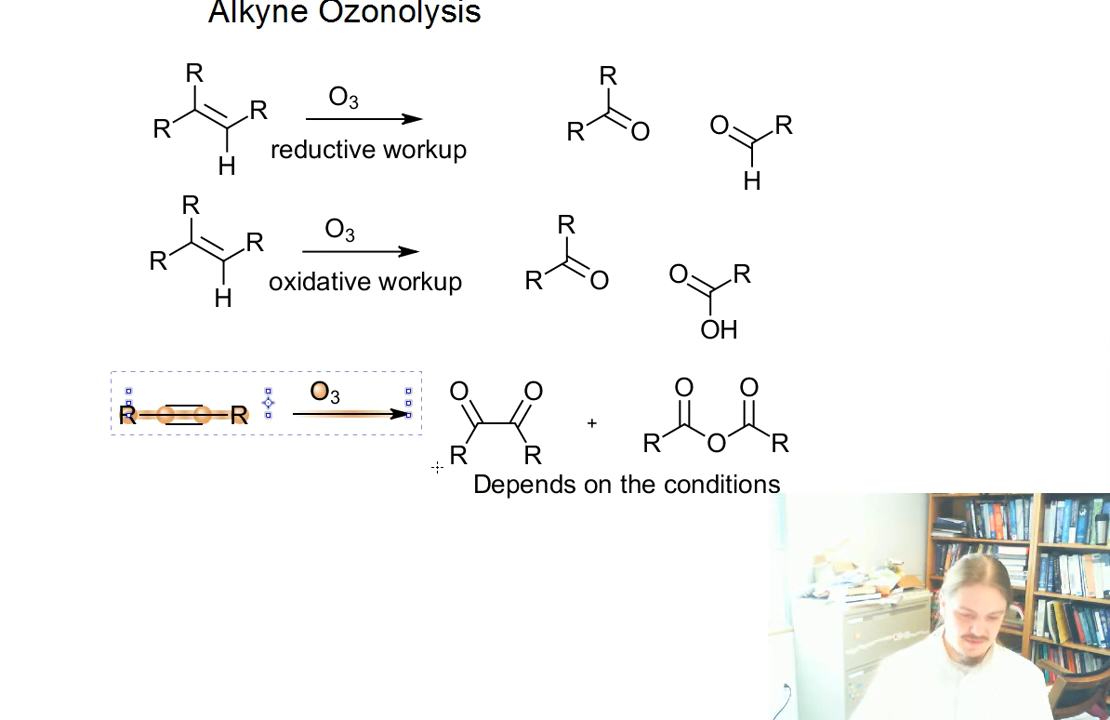 Alkyne Ozonolysis
R
R
R
H
O3
reductive workup
R
R
O
O
R
H
R
R
R
H
O3
oxidative workup
R
R
O
O
R
OH
R
R
O3
O
O
R
R
+
O
O
R
O
R
Depends on the conditions